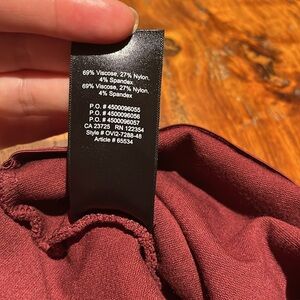 69% Viscose, 27% Nylon,
4% Spandex
69% Viscose, 27% Nylon,
4% Spandex
P.O. # 4500096055
P.O. # 4500096056
P.O. # 4500096057
CA 23725 RN 122354
Style # OVI2-7288-48
Article # 65534